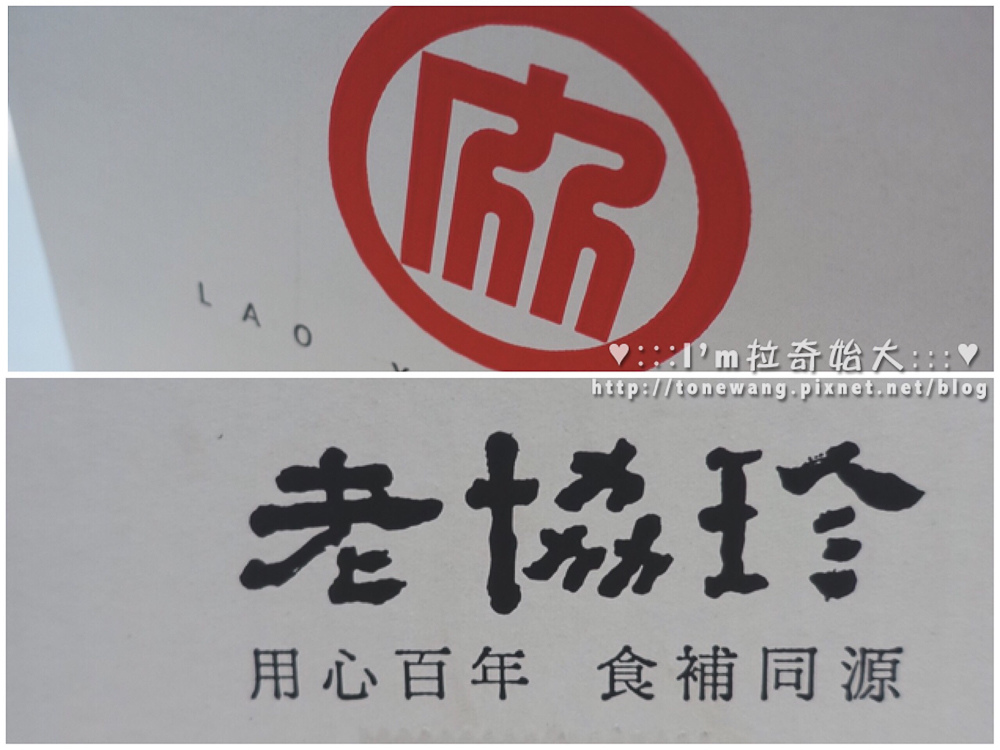 LAO
♥:::I'm拉奇始大:::♥
http://tonewang.pixnet.net/blog
老協珍
用心百年 食補同源